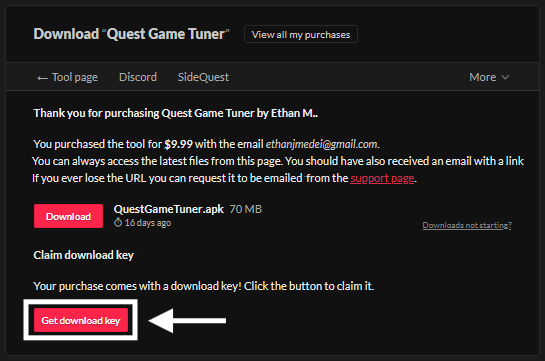 Download "Quest Game Tuner" View all my purchases
← Tool page Discord SideQuest More
Thank you for purchasing Quest Game Tuner by Ethan M..
You purchased the tool for $9.99 with the email ethanjmedei@gmail.com.
You can always access the latest files from this page. You should have also received an email with a link
If you ever lose the URL you can request it to be emailed from the support page.
Download QuestGameTuner.apk 70 MB
16 days ago
Downloads not starting?
Claim download key
Your purchase comes with a download key! Click the button to claim it.
Get download key